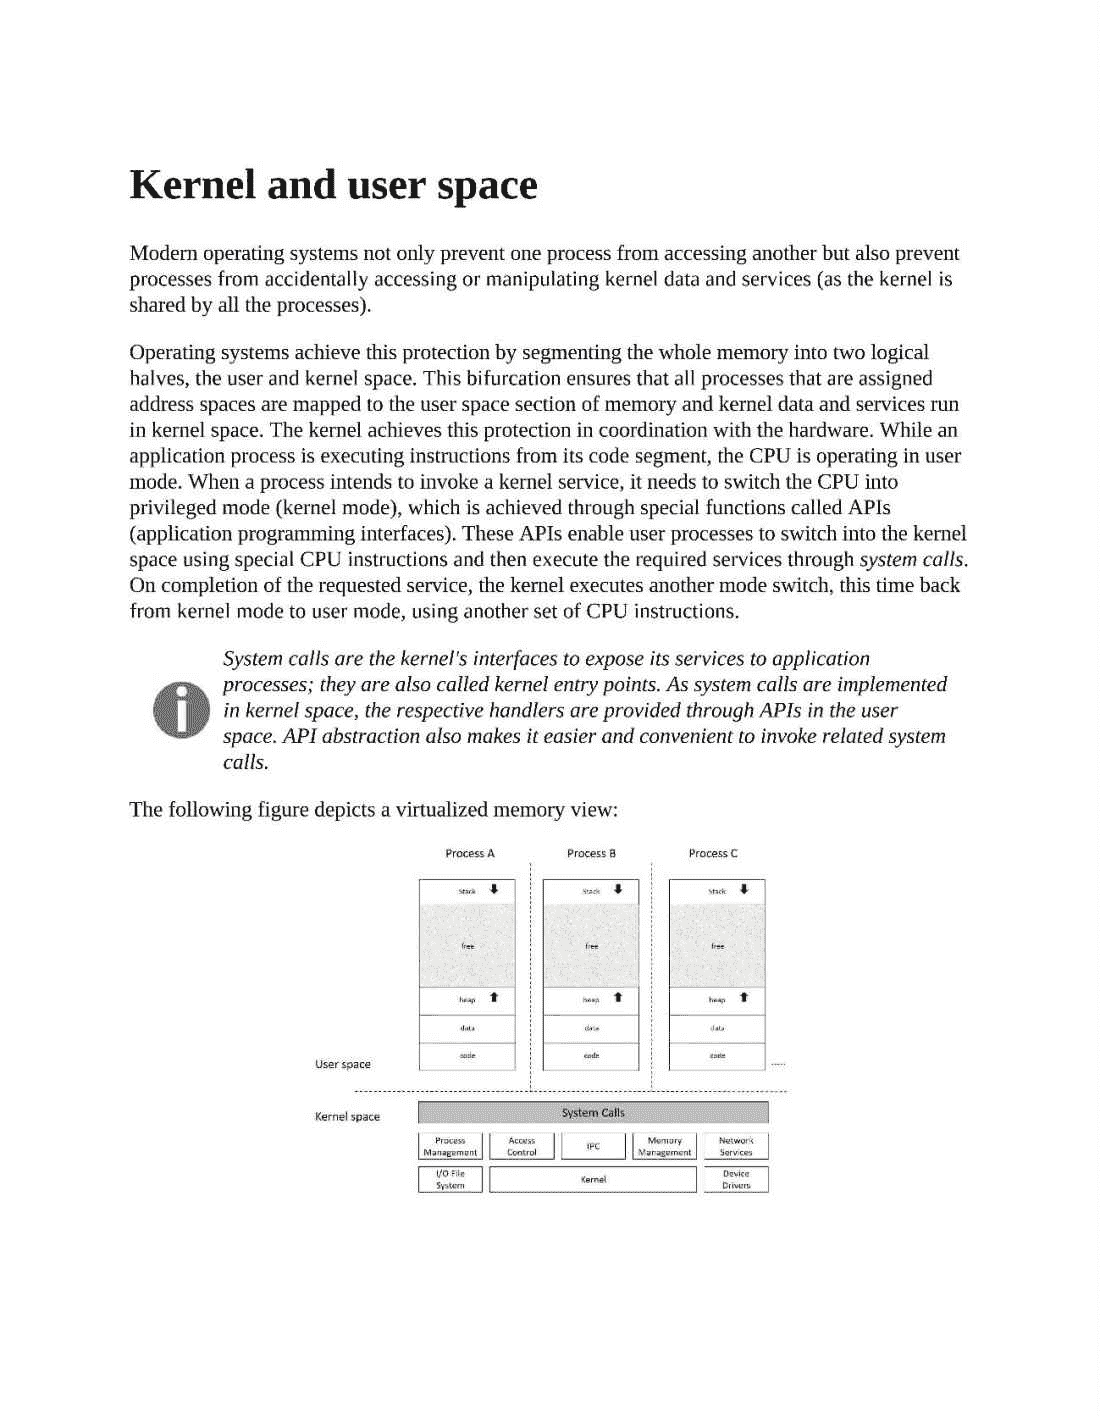 Kernel and user space
Modern operating systems not only prevent one process from accessing another but also prevent
processes from accidentally accessing or manipulating kernel data and services (as the kernel is
shared by all the processes).
Operating systems achieve this protection by segmenting the whole memory into two logical
halves, the user and kernel space. This bifurcation ensures that all processes that are assigned
address spaces are mapped to the user space section of memory and kernel data and services run
in kernel space. The kernel achieves this protection in coordination with the hardware. While an
application process is executing instructions from its code segment, the CPU is operating in user
mode. When a process intends to invoke a kernel service, it needs to switch the CPU into
privileged mode (kernel mode), which is achieved through special functions called APIs
(application programming interfaces). These APIs enable user processes to switch into the kernel
space using special CPU instructions and then execute the required services through system calls.
On completion of the requested service, the kernel executes another mode switch, this time back
from kernel mode to user mode, using another set of CPU instructions.
System calls are the kernel's interfaces to expose its services to application
processes; they are also called kernel entry points. As system calls are implemented
in kernel space, the respective handlers are provided through APIs in the user
space. API abstraction also makes it easier and convenient to invoke related system
calls.
The following figure depicts a virtualized memory view:
Process A Process B Process C
Stack Stack Stack
free free free
heap heap heap
data data data
code code code
User space .....
Kernel space
System Calls
Process Access IPC Memory Network
Management Control Management Services
I/O File Kernel Device
System Drivers